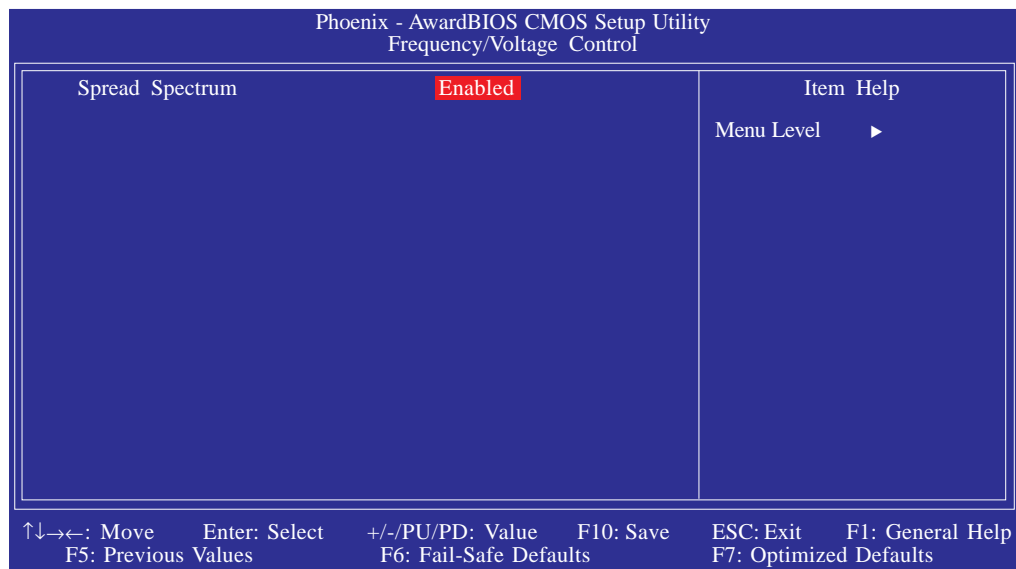 Phoenix - AwardBIOS CMOS Setup Utility
Frequency/Voltage Control
Spread Spectrum Enabled Item Help
Menu Level ►
↑↓→←: Move Enter: Select +/-/PU/PD: Value F10: Save ESC: Exit F1: General Help
F5: Previous Values F6: Fail-Safe Defaults F7: Optimized Defaults